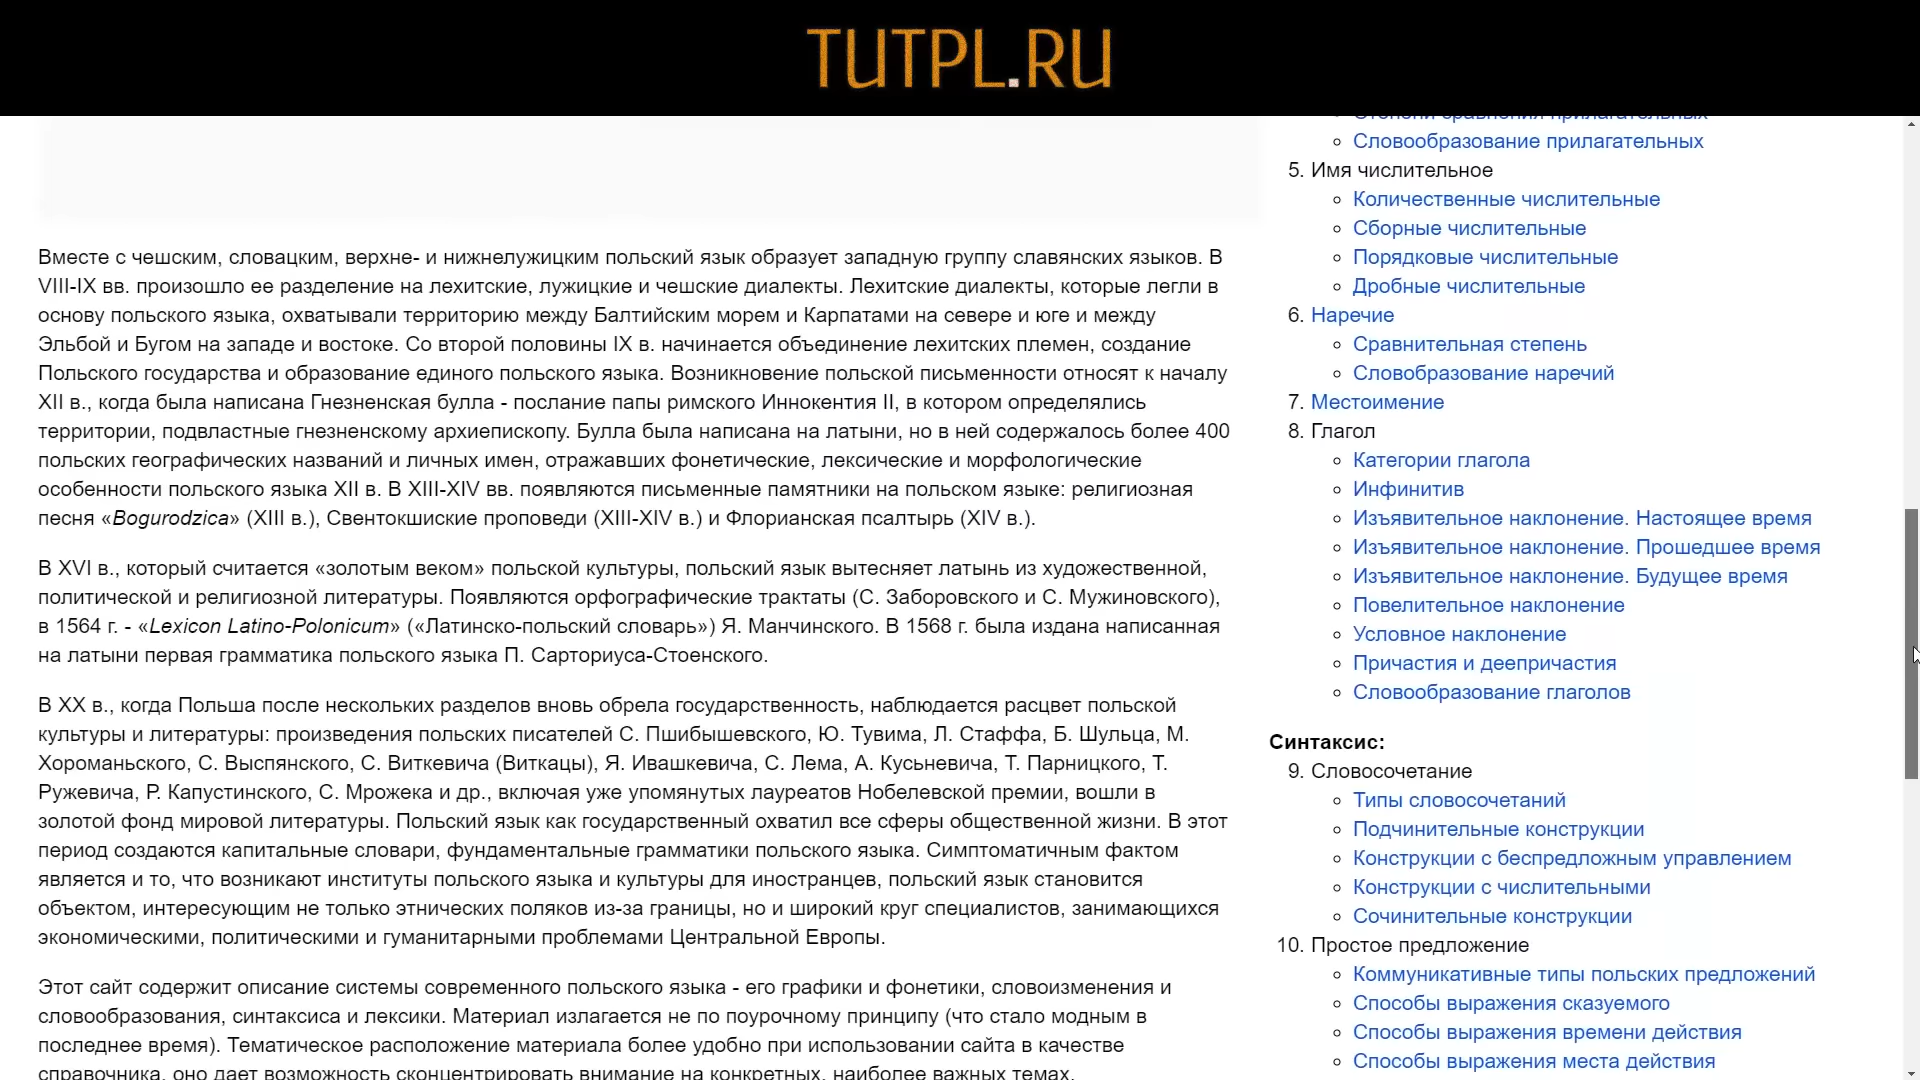 TUTPL.RU
Вместе с чешским, словацким, верхне- и нижнелужицким польский язык образует западную группу славянских языков. В
VIII-IX вв. произошло ее разделение на лехитские, лужицкие и чешские диалекты. Лехитские диалекты, которые легли в
основу польского языка, охватывали территорию между Балтийским морем и Карпатами на севере и юге и между
Эльбой и Бугом на западе и востоке. Со второй половины IX в. начинается объединение лехитских племен, создание
Польского государства и образование единого польского языка. Возникновение польской письменности относят к началу
XII в., когда была написана Гнезненская булла - послание папы римского Иннокентия II, в котором определялись
территории, подвластные гнезненскому архиепископу. Булла была написана на латыни, но в ней содержалось более 400
польских географических названий и личных имен, отражавших фонетические, лексические и морфологические
особенности польского языка XII в. В XIII-XIV вв. появляются письменные памятники на польском языке: религиозная
песня «Bogurodzica» (XIII в.), Свентокшиские проповеди (XIII-XIV в.) и Флорианская псалтырь (XIV в.).
В XVI в., который считается «золотым веком» польской культуры, польский язык вытесняет латынь из художественной,
политической и религиозной литературы. Появляются орфографические трактаты (С. Заборовского и С. Мужиновского),
в 1564 г. - «Lexicon Latino-Polonicum» («Латинско-польский словарь») Я. Манчинского. В 1568 г. была издана написанная
на латыни первая грамматика польского языка П. Сарториуса-Стоенского.
В XX в., когда Польша после нескольких разделов вновь обрела государственность, наблюдается расцвет польской
культуры и литературы: произведения польских писателей С. Пшибышевского, Ю. Тувима, Л. Стаффа, Б. Шульца, М.
Хороманьского, С. Выспянского, С. Виткевича (Виткацы), Я. Ивашкевича, С. Лема, А. Кусьневича, Т. Парницкого, Т.
Ружевича, Р. Капустинского, С. Мрожека и др., включая уже упомянутых лауреатов Нобелевской премии, вошли в
золотой фонд мировой литературы. Польский язык как государственный охватил все сферы общественной жизни. В этот
период создаются капитальные словари, фундаментальные грамматики польского языка. Симптоматичным фактом
является и то, что возникают институты польского языка и культуры для иностранцев, польский язык становится
объектом, интересующим не только этнических поляков из-за границы, но и широкий круг специалистов, занимающихся
экономическими, политическими и гуманитарными проблемами Центральной Европы.
Этот сайт содержит описание системы современного польского языка - его графики и фонетики, словоизменения и
словообразования, синтаксиса и лексики. Материал излагается не по поурочному принципу (что стало модным в
последнее время). Тематическое расположение материала более удобно при использовании сайта в качестве
справочника, оно дает возможность сконцентрировать внимание на конкретных, наиболее важных темах.
Степени сравнения прилагательных
Словообразование прилагательных
5. Имя числительное
Количественные числительные
Сборные числительные
Порядковые числительные
Дробные числительные
6. Наречие
Сравнительная степень
Словобразование наречий
7. Местоимение
8. Глагол
Категории глагола
Инфинитив
Изъявительное наклонение. Настоящее время
Изъявительное наклонение. Прошедшее время
Изъявительное наклонение. Будущее время
Повелительное наклонение
Условное наклонение
Причастия и деепричастия
Словообразование глаголов
Синтаксис:
9. Словосочетание
Типы словосочетаний
Подчинительные конструкции
Конструкции с беспредложным управлением
Конструкции с числительными
Сочинительные конструкции
10. Простое предложение
Коммуникативные типы польских предложений
Способы выражения сказуемого
Способы выражения времени действия
Способы выражения места действия